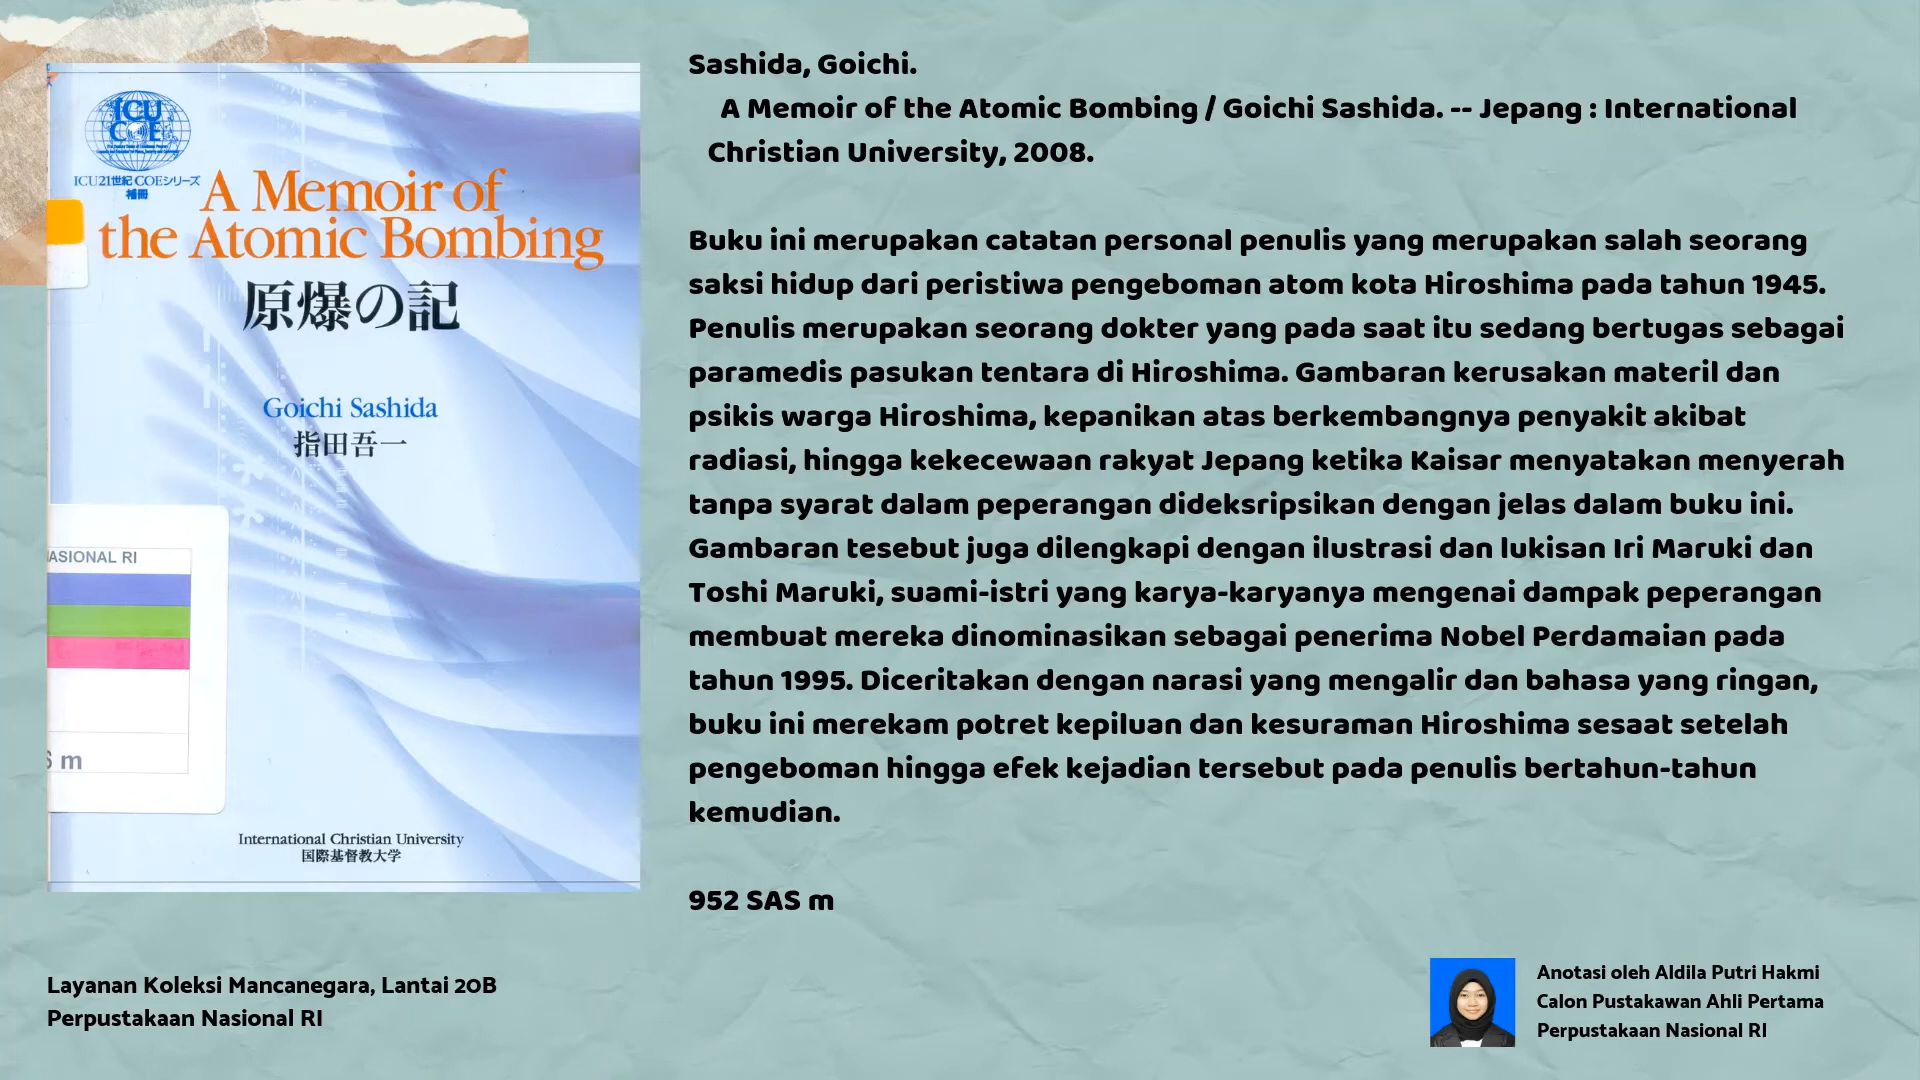 Sashida, Goichi.
A Memoir of the Atomic Bombing / Goichi Sashida. -- Jepang : International
Christian University, 2008.
Buku ini merupakan catatan personal penulis yang merupakan salah seorang
saksi hidup dari peristiwa pengeboman atom kota Hiroshima pada tahun 1945.
Penulis merupakan seorang dokter yang pada saat itu sedang bertugas sebagai
paramedis pasukan tentara di Hiroshima. Gambaran kerusakan materil dan
psikis warga Hiroshima, kepanikan atas berkembangnya penyakit akibat
radiasi, hingga kekecewaan rakyat Jepang ketika Kaisar menyatakan menyerah
tanpa syarat dalam peperangan dideksripsikan dengan jelas dalam buku ini.
Gambaran tesebut juga dilengkapi dengan ilustrasi dan lukisan Iri Maruki dan
Toshi Maruki, suami-istri yang karya-karyanya mengenai dampak peperangan
membuat mereka dinominasikan sebagai penerima Nobel Perdamaian pada
tahun 1995. Diceritakan dengan narasi yang mengalir dan bahasa yang ringan,
buku ini merekam potret kepiluan dan kesuraman Hiroshima sesaat setelah
pengeboman hingga efek kejadian tersebut pada penulis bertahun-tahun
kemudian.
952 SAS m
ICU
COE
ICU21世紀COEシリーズ
補冊
A Memoir of
the Atomic Bombing
原爆の記
Goichi Sashida
指田吾一
ASIONAL RI
6 m
International Christian University
国際基督教大学
Layanan Koleksi Mancanegara, Lantai 20B
Perpustakaan Nasional RI
Anotasi oleh Aldila Putri Hakmi
Calon Pustakawan Ahli Pertama
Perpustakaan Nasional RI